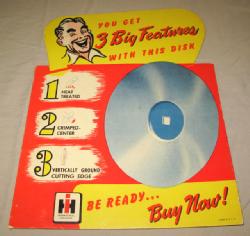 YOU GET
3 Big Features
WITH THIS DISK
1 HEAT
TREATED
2 CRIMPED-
CENTER
3 VERTICALLY GROUND
CUTTING EDGE
IH
BE READY...
Buy Now!